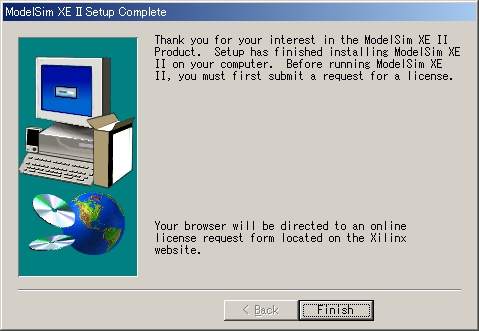 ModelSim XE II Setup Complete
Thank you for your interest in the ModelSim XE II
Product.  Setup has finished installing ModelSim XE
II on your computer.  Before running ModelSim XE
II, you must first submit a request for a license.
Your browser will be directed to an online
license request form located on the Xilinx
website.
< Back
Finish